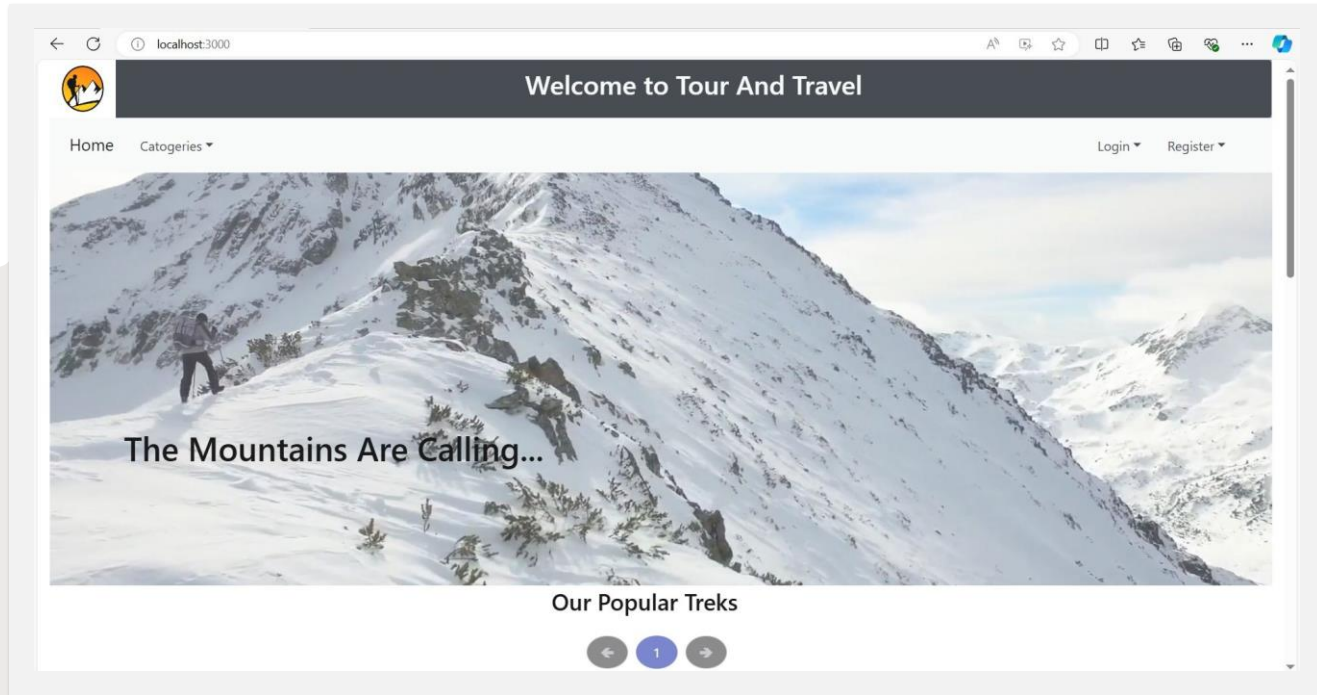 localhost:3000
Welcome to Tour And Travel
Home Catogeries Login Register
The Mountains Are Calling...
Our Popular Treks
1